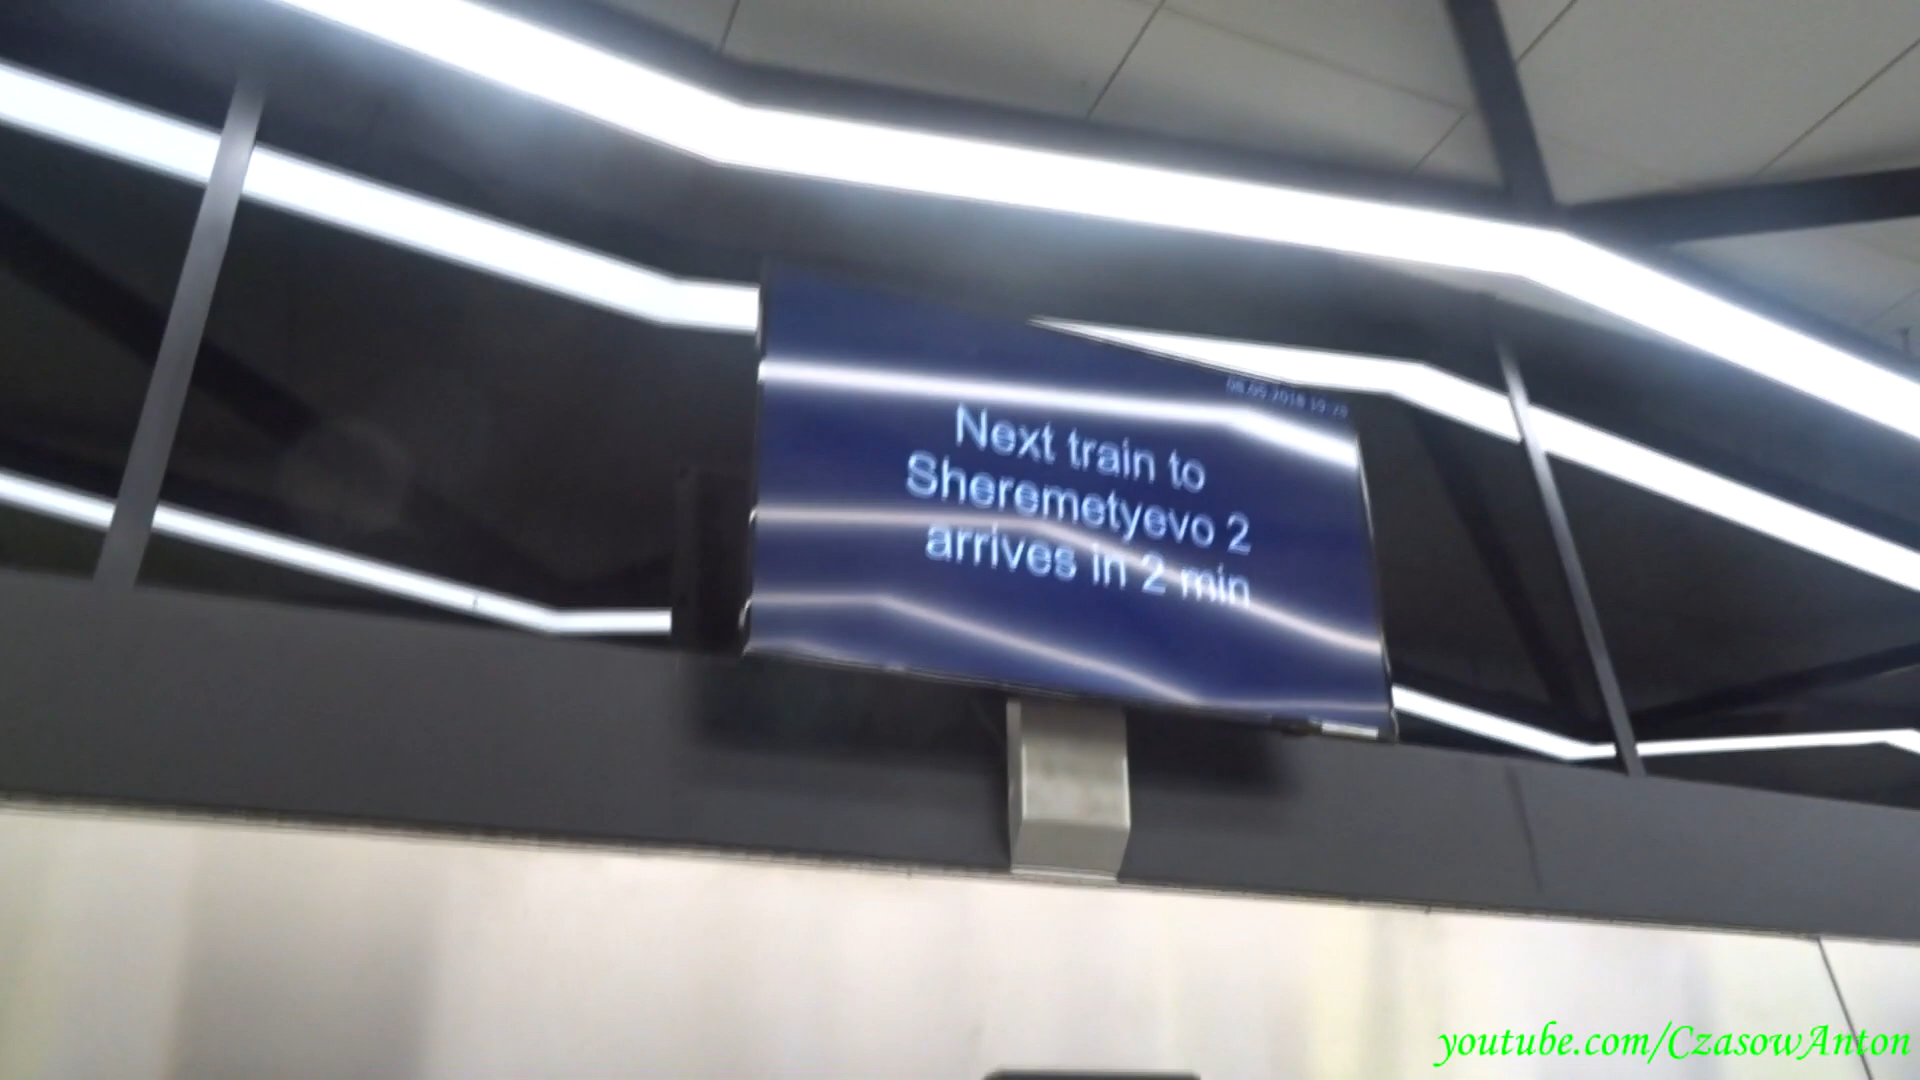 Next train to
Sheremetyevo 2
arrives in 2 min
youtube.com/CzasowAnton